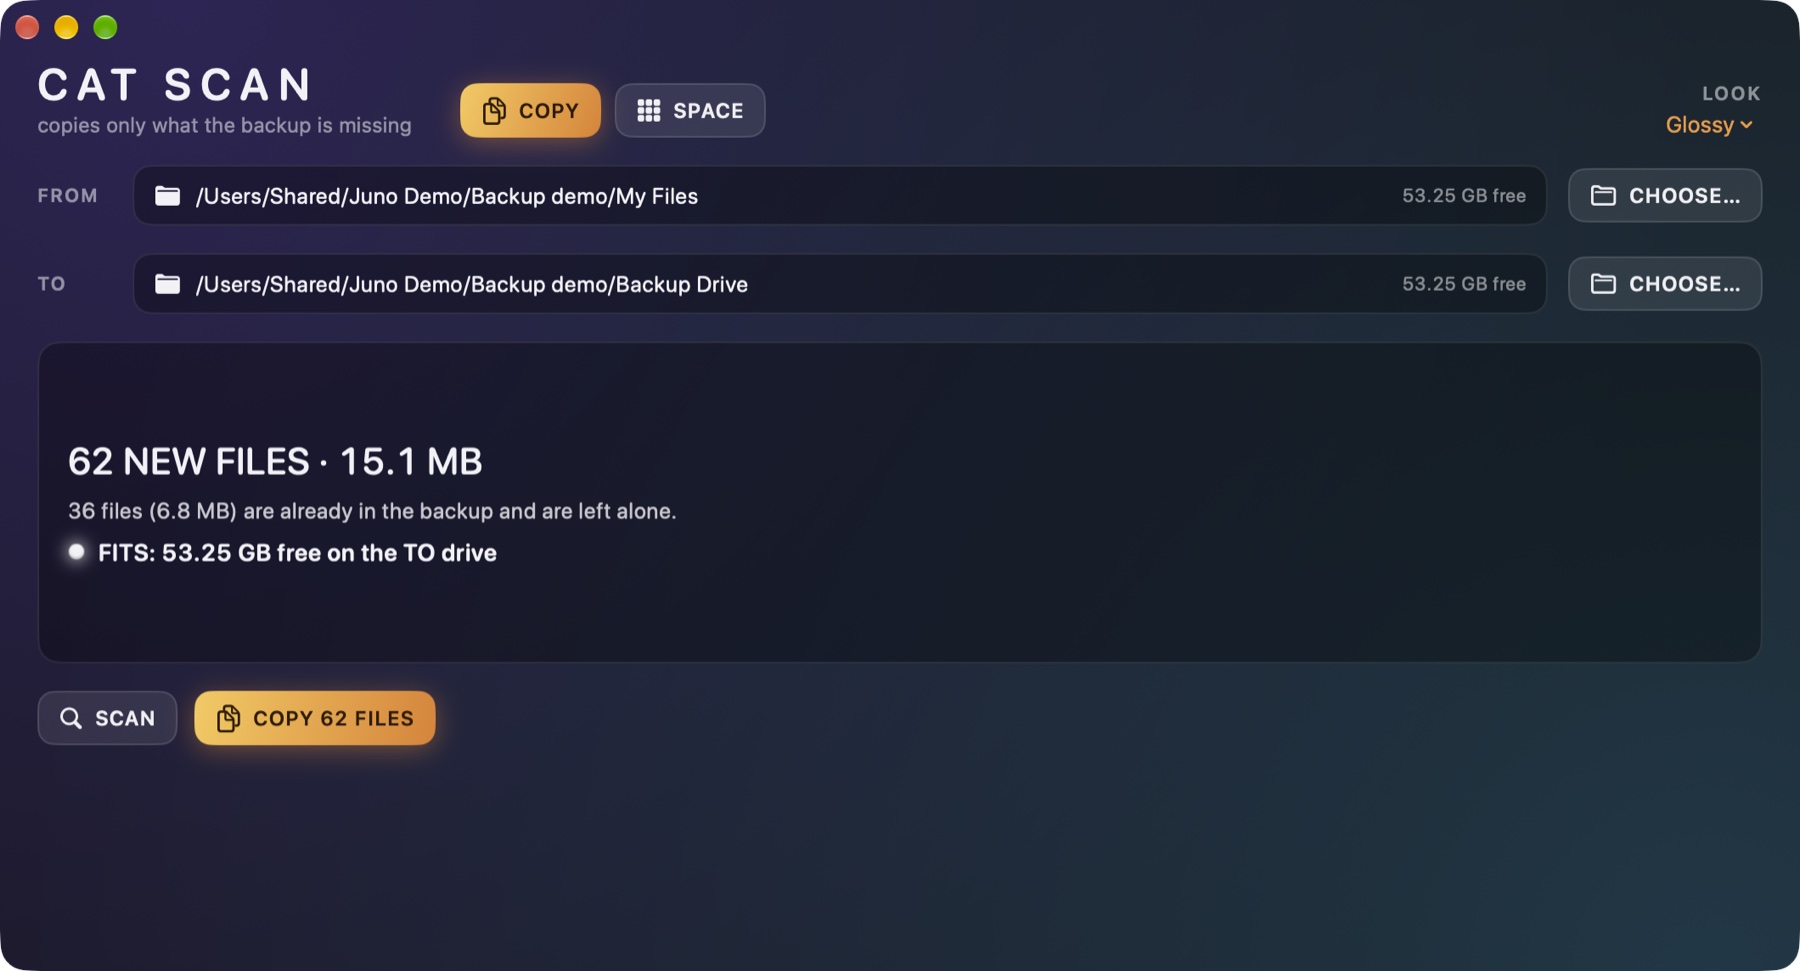 CAT SCAN
copies only what the backup is missing
COPY
SPACE
LOOK
Glossy
FROM
/Users/Shared/Juno Demo/Backup demo/My Files
53.25 GB free
CHOOSE...
TO
/Users/Shared/Juno Demo/Backup demo/Backup Drive
53.25 GB free
CHOOSE...
62 NEW FILES · 15.1 MB
36 files (6.8 MB) are already in the backup and are left alone.
FITS: 53.25 GB free on the TO drive
SCAN
COPY 62 FILES